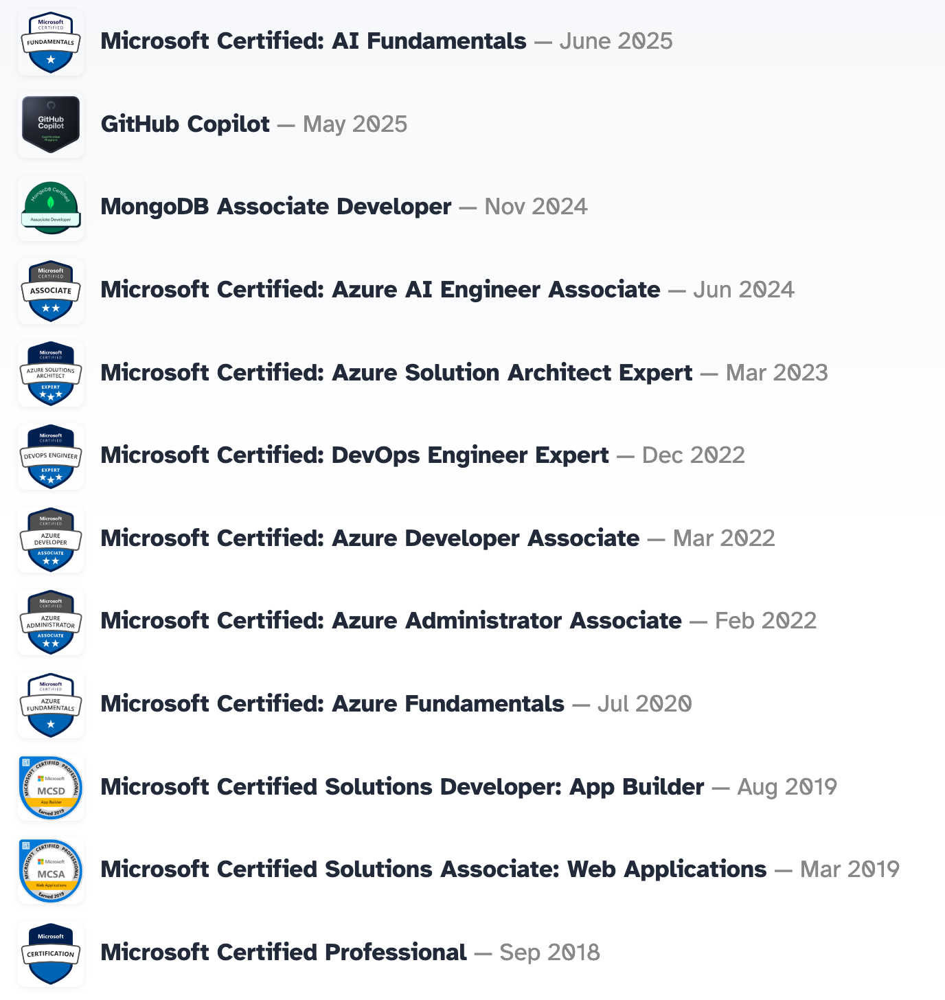 Microsoft
CERTIFIED
FUNDAMENTALS
Microsoft Certified: AI Fundamentals — June 2025
GitHub
Copilot
Certification
Program
GitHub Copilot — May 2025
MongoDB Certified
Associate Developer
MongoDB Associate Developer — Nov 2024
Microsoft
CERTIFIED
ASSOCIATE
Microsoft Certified: Azure AI Engineer Associate — Jun 2024
Microsoft
CERTIFIED
AZURE SOLUTIONS
ARCHITECT
EXPERT
Microsoft Certified: Azure Solution Architect Expert — Mar 2023
Microsoft
CERTIFIED
DEVOPS ENGINEER
EXPERT
Microsoft Certified: DevOps Engineer Expert — Dec 2022
Microsoft
CERTIFIED
AZURE
DEVELOPER
ASSOCIATE
Microsoft Certified: Azure Developer Associate — Mar 2022
Microsoft
CERTIFIED
AZURE
ADMINISTRATOR
ASSOCIATE
Microsoft Certified: Azure Administrator Associate — Feb 2022
Microsoft
CERTIFIED
AZURE
FUNDAMENTALS
Microsoft Certified: Azure Fundamentals — Jul 2020
MICROSOFT CERTIFIED PROFESSIONAL
Microsoft
MCSD
App Builder
Earned 2019
Microsoft Certified Solutions Developer: App Builder — Aug 2019
MICROSOFT CERTIFIED PROFESSIONAL
Microsoft
MCSA
Web Applications
Earned 2019
Microsoft Certified Solutions Associate: Web Applications — Mar 2019
Microsoft
CERTIFICATION
Microsoft Certified Professional — Sep 2018